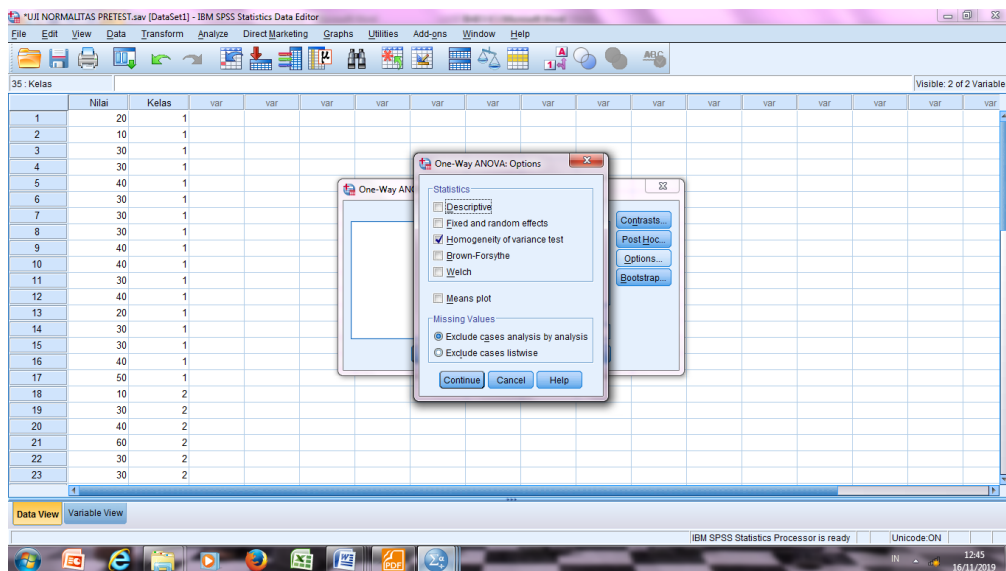 *UJI NORMALITAS PRETEST.sav [DataSet1] - IBM SPSS Statistics Data Editor
File Edit View Data Transform Analyze Direct Marketing Graphs Utilities Add-ons Window Help
35 : Kelas
Visible: 2 of 2 Variable
Nilai Kelas var var var var var var var var var var var var var var var
1 20 1
2 10 1
3 30 1
4 30 1
5 40 1
6 30 1
7 30 1
8 30 1
9 40 1
10 40 1
11 30 1
12 40 1
13 20 1
14 30 1
15 30 1
16 40 1
17 50 1
18 10 2
19 30 2
20 40 2
21 60 2
22 30 2
23 30 2
One-Way AN
Contrasts...
Post Hoc...
Options...
Bootstrap...
One-Way ANOVA: Options
Statistics
Descriptive
Fixed and random effects
Homogeneity of variance test
Brown-Forsythe
Welch
Means plot
Missing Values
Exclude cases analysis by analysis
Exclude cases listwise
Continue Cancel Help
Data View Variable View
IBM SPSS Statistics Processor is ready Unicode:ON
IN 12:45
16/11/2019